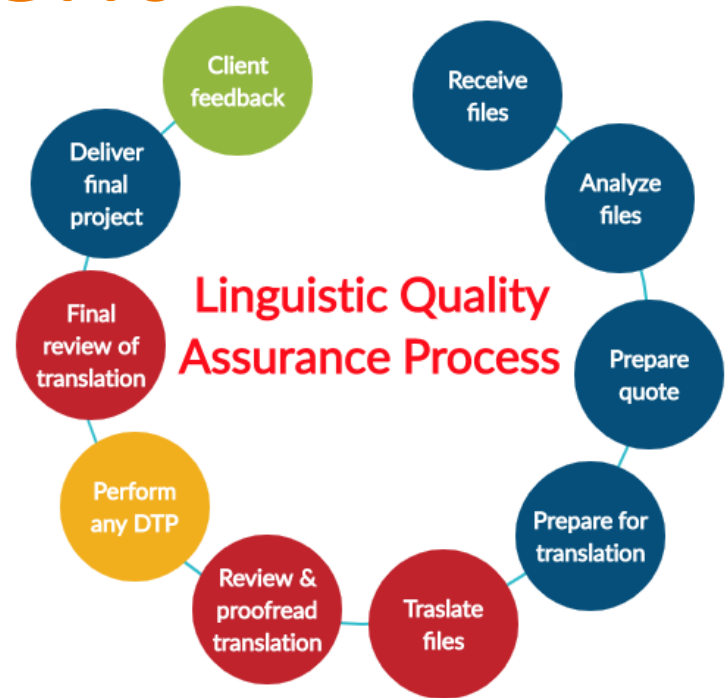 Linguistic Quality
Assurance Process
Receive
files
Analyze
files
Prepare
quote
Prepare for
translation
Traslate
files
Review &
proofread
translation
Perform
any DTP
Final
review of
translation
Deliver
final
project
Client
feedback